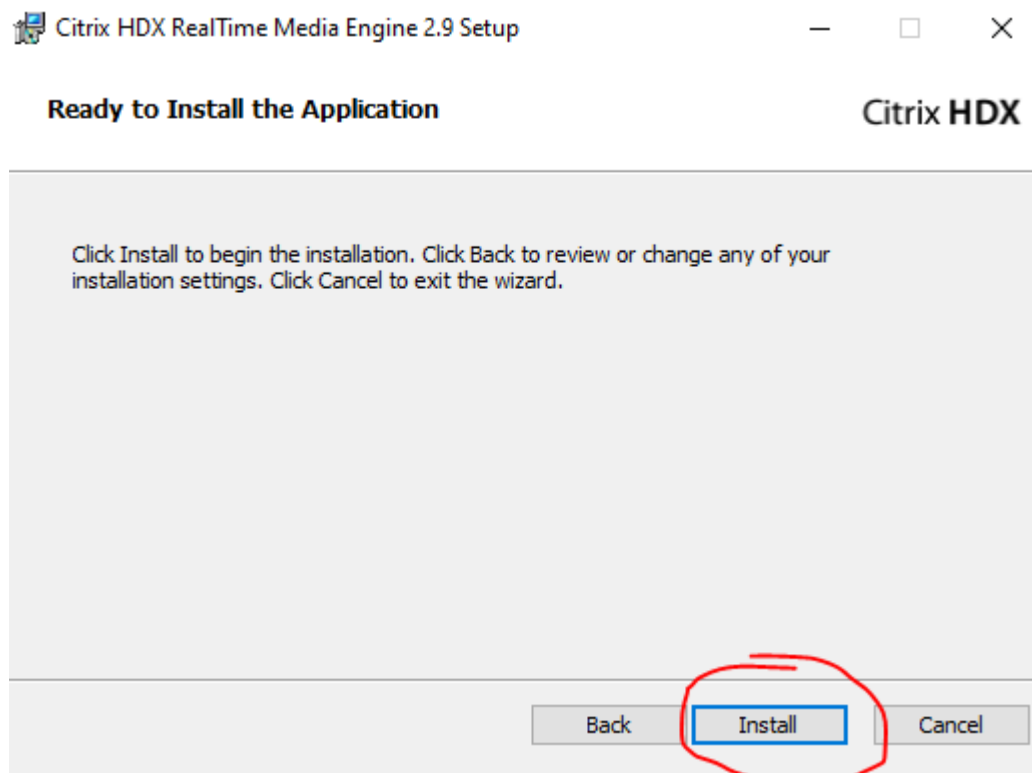 Citrix HDX RealTime Media Engine 2.9 Setup
Ready to Install the Application
Citrix HDX
Click Install to begin the installation. Click Back to review or change any of your
installation settings. Click Cancel to exit the wizard.
Back Install Cancel